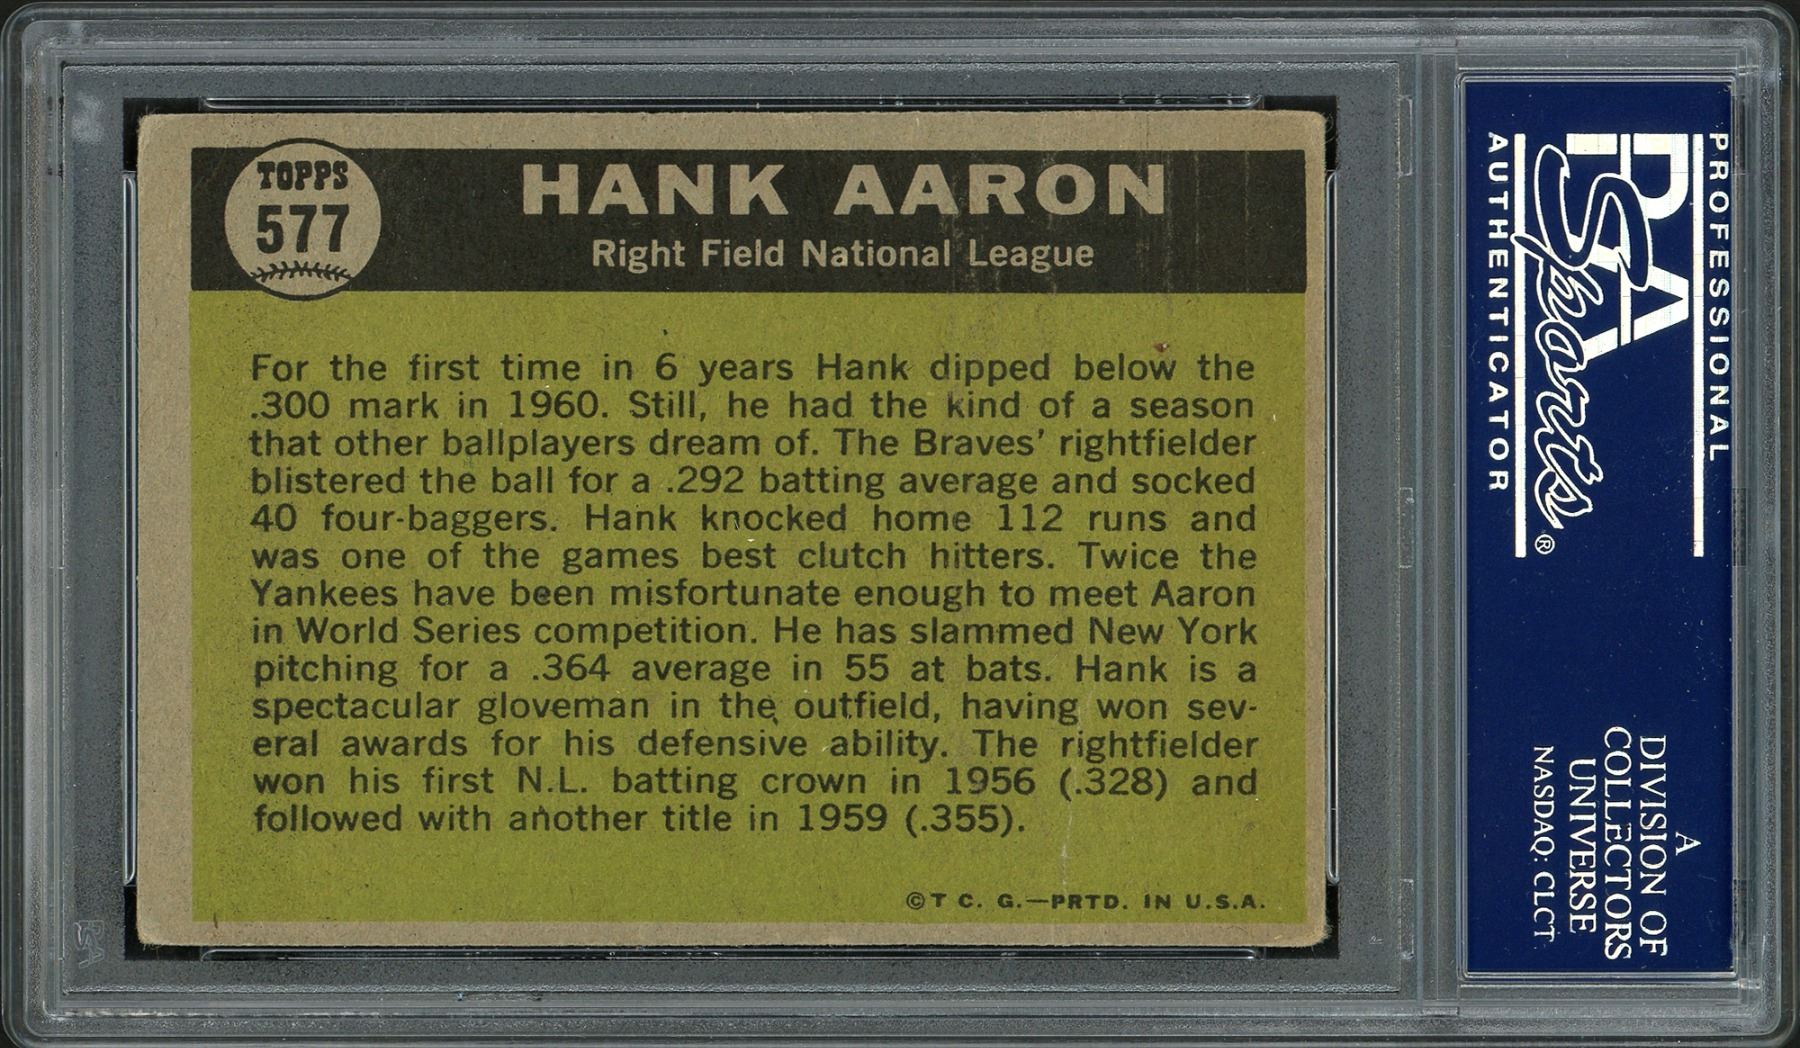 TOPPS
577
HANK AARON
Right Field National League
For the first time in 6 years Hank dipped below the
.300 mark in 1960. Still, he had the kind of a season
that other ballplayers dream of. The Braves' rightfielder
blistered the ball for a .292 batting average and socked
40 four-baggers. Hank knocked home 112 runs and
was one of the games best clutch hitters. Twice the
Yankees have been misfortunate enough to meet Aaron
in World Series competition. He has slammed New York
pitching for a .364 average in 55 at bats. Hank is a
spectacular gloveman in the outfield, having won sev-
eral awards for his defensive ability. The rightfielder
won his first N.L. batting crown in 1956 (.328) and
followed with another title in 1959 (.355).
©T C. G.—PRTD. IN U.S.A.
PROFESSIONAL
PSA
Sports®
AUTHENTICATOR
A
DIVISION OF
COLLECTORS
UNIVERSE
NASDAQ: CLCT
PSA